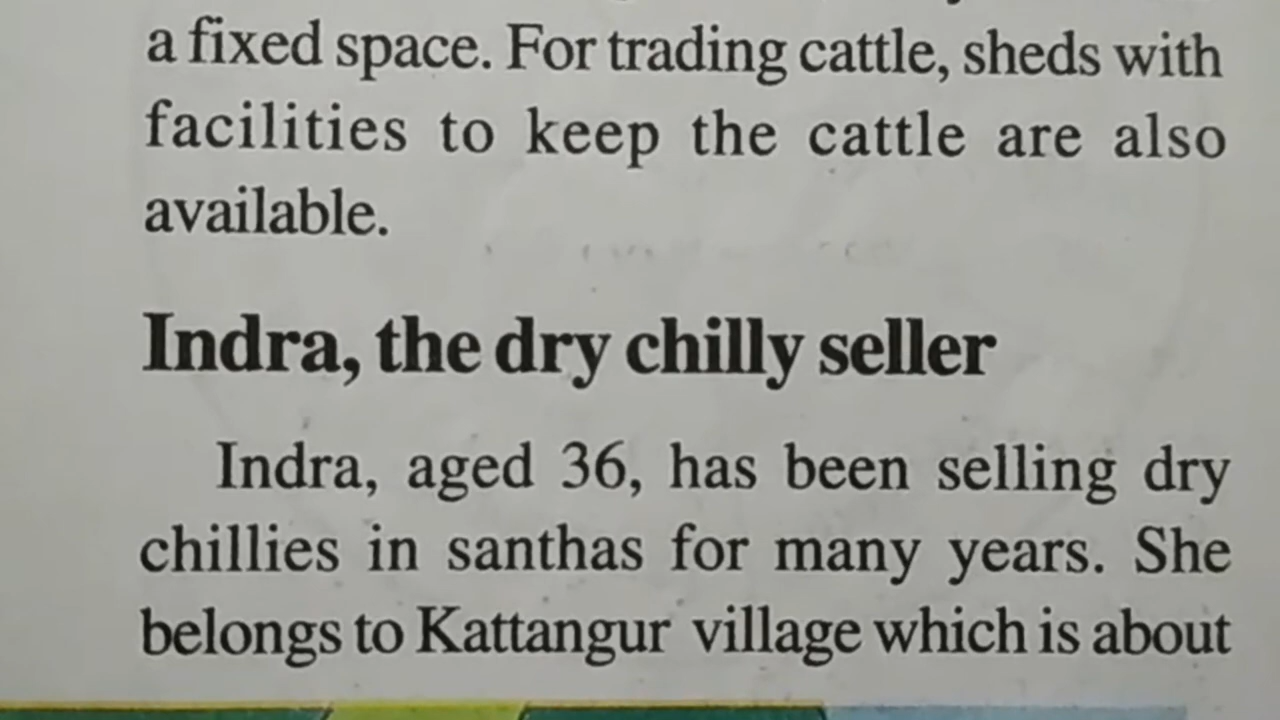 a fixed space. For trading cattle, sheds with
facilities to keep the cattle are also
available.
Indra, the dry chilly seller
Indra, aged 36, has been selling dry
chillies in santhas for many years. She
belongs to Kattangur village which is about